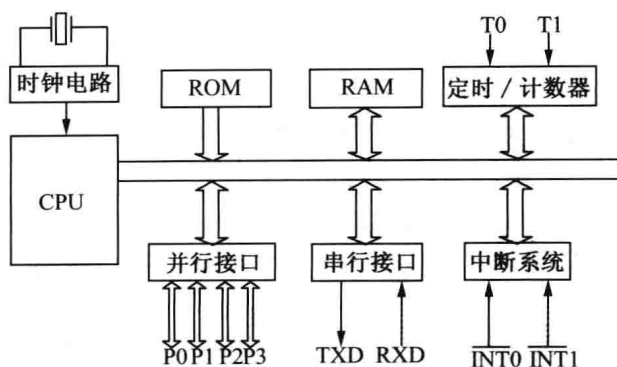 T0 T1
时钟电路 ROM RAM 定时/计数器
CPU
并行接口 串行接口 中断系统
P0 P1 P2 P3 TXD RXD INT0 INT1